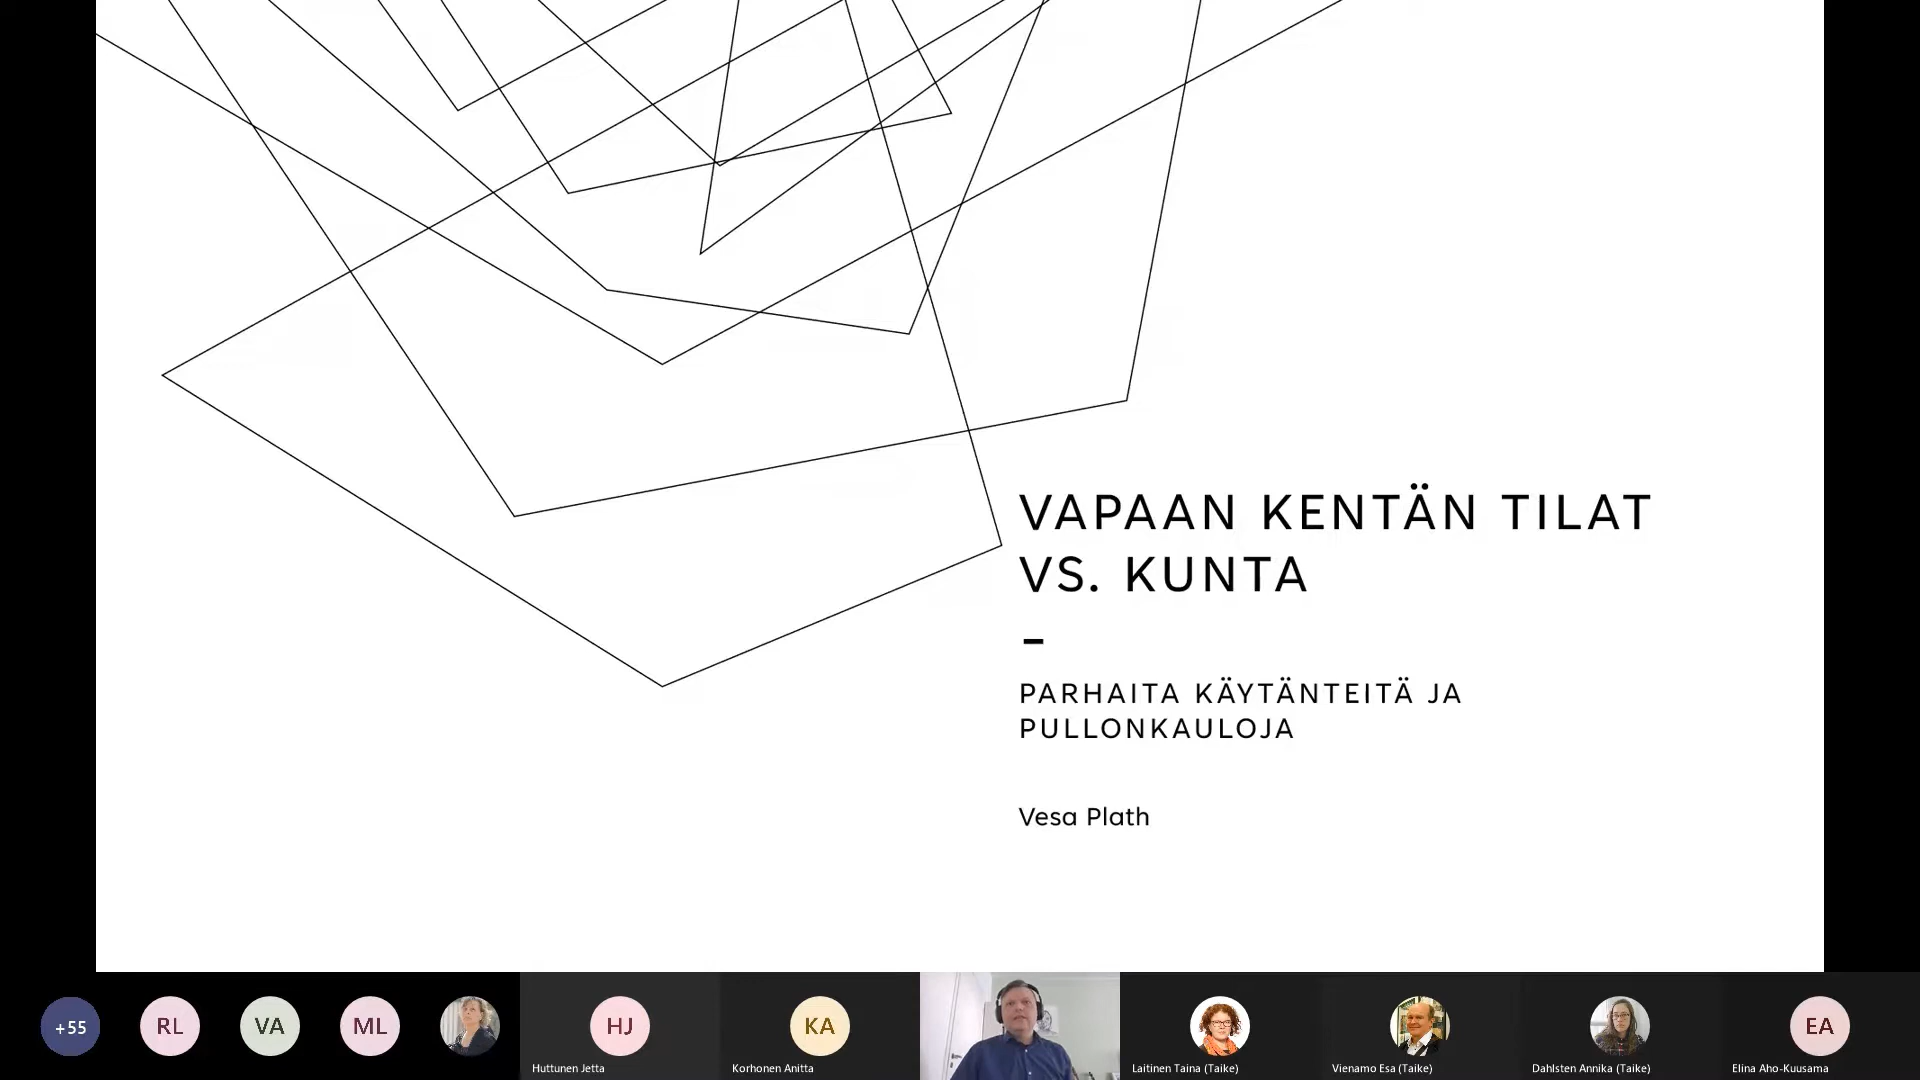 VAPAAN KENTÄN TILAT
VS. KUNTA
–
PARHAITA KÄYTÄNTEITÄ JA
PULLONKAULOJA
Vesa Plath
+55
RL
VA
ML
HJ
Huttunen Jetta
KA
Korhonen Anitta
Laitinen Taina (Taike)
Vienamo Esa (Taike)
Dahlsten Annika (Taike)
EA
Elina Aho-Kuusama